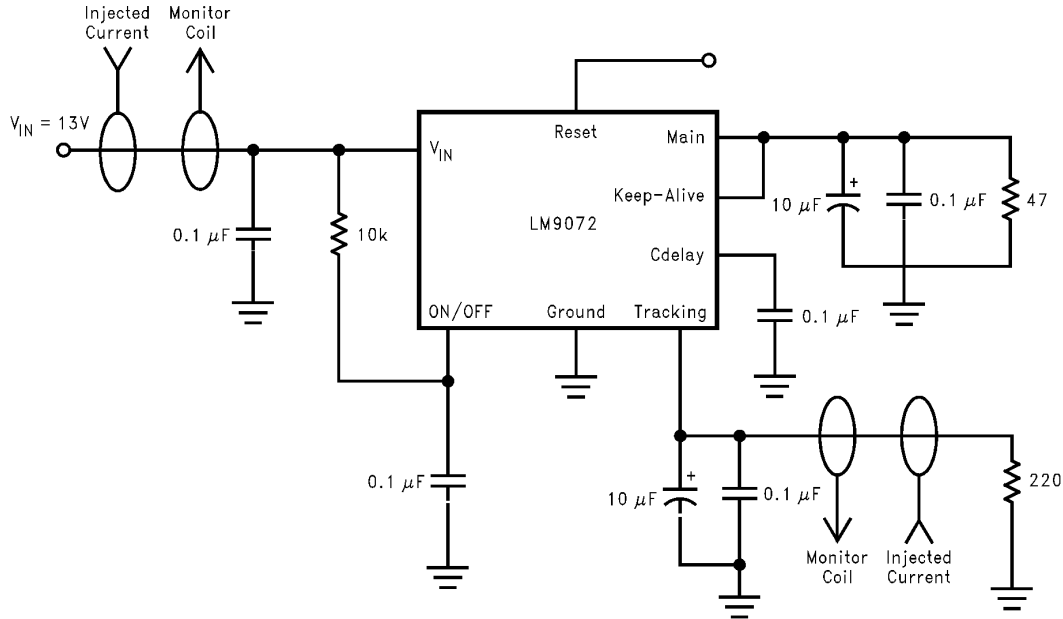 Injected
Current
Monitor
Coil
V_IN = 13V
Reset
V_IN
Main
Keep-Alive
LM9072
Cdelay
ON/OFF
Ground
Tracking
0.1 µF
10k
10 µF
+
0.1 µF
47
0.1 µF
0.1 µF
10 µF
+
0.1 µF
220
Monitor
Coil
Injected
Current